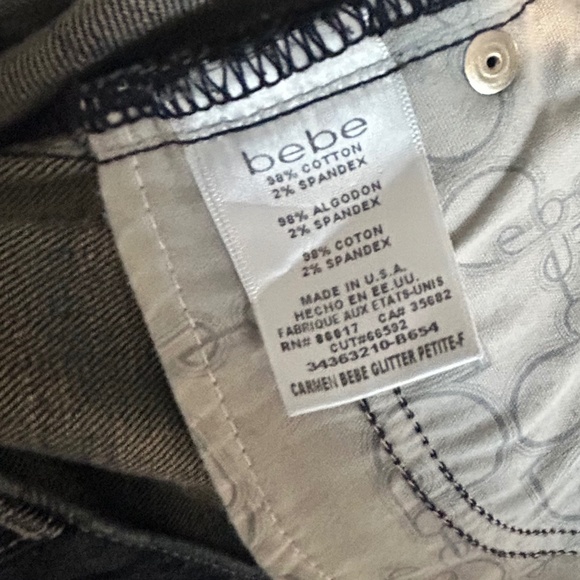 bebe
98% COTTON
2% SPANDEX
98% ALGODON
2% SPANDEX
98% COTON
2% SPANDEX
MADE IN U.S.A.
HECHO EN EE.UU.
FABRIQUE AUX ETATS-UNIS
RN# 86917 CA# 35682
CUT#66592
34363210-B654
CARMEN BEBE GLITTER PETITE-F